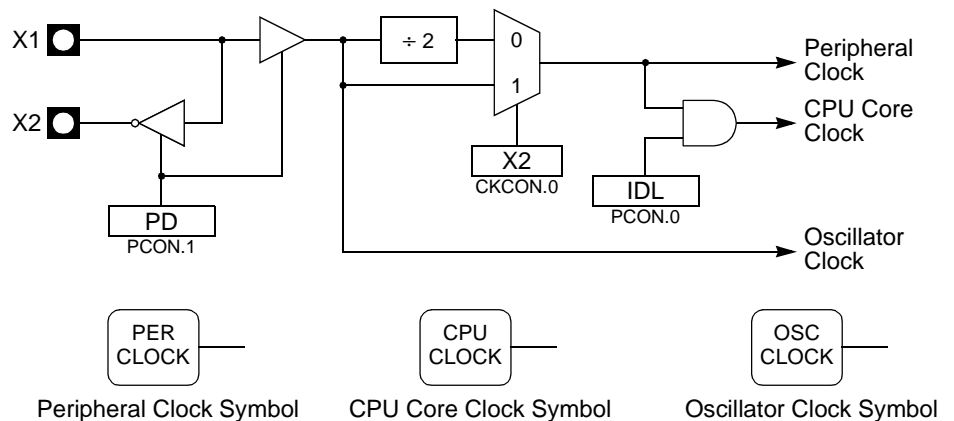 X1
÷ 2
0
1
Peripheral
Clock
X2
CPU Core
Clock
X2
CKCON.0
IDL
PCON.0
PD
PCON.1
Oscillator
Clock
PER
CLOCK
CPU
CLOCK
OSC
CLOCK
Peripheral Clock Symbol
CPU Core Clock Symbol
Oscillator Clock Symbol